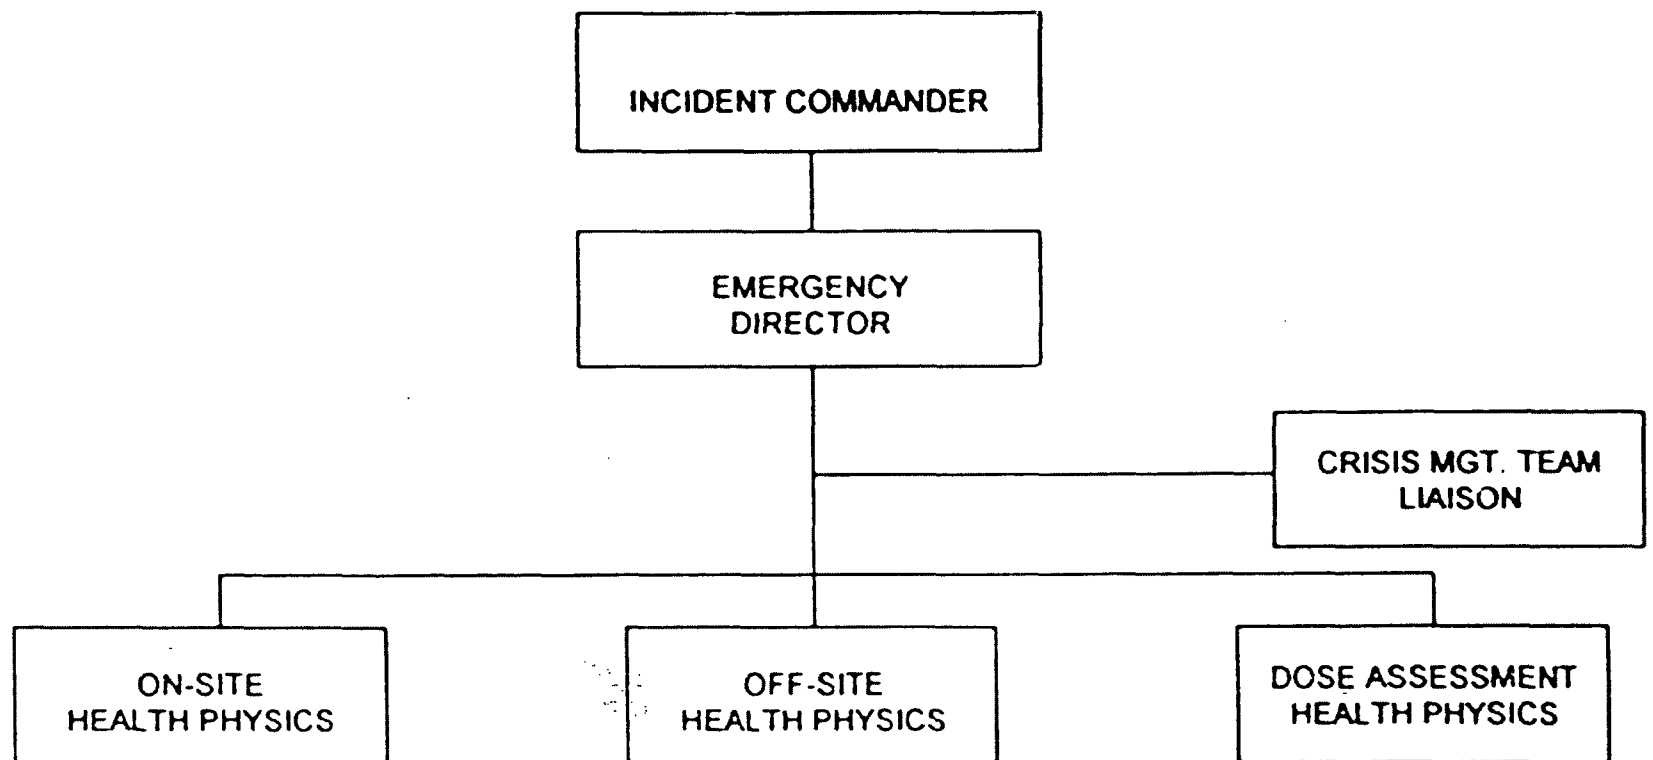 INCIDENT COMMANDER
EMERGENCY
DIRECTOR
CRISIS MGT. TEAM
LIAISON
ON-SITE
HEALTH PHYSICS
OFF-SITE
HEALTH PHYSICS
DOSE ASSESSMENT
HEALTH PHYSICS